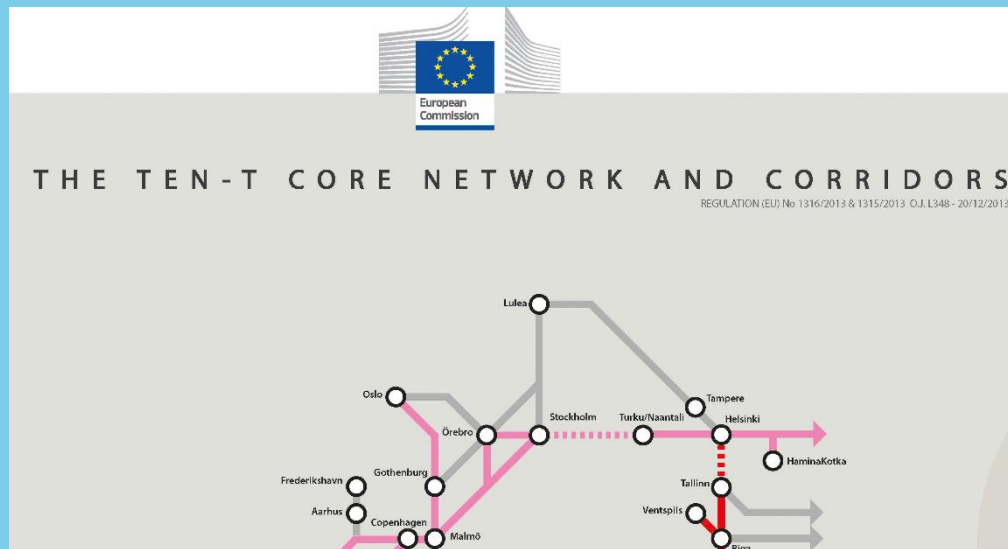 European
Commission
THE TEN-T CORE NETWORK AND CORRIDORS
REGULATION (EU) No 1316/2013 & 1315/2013 O.J. L348 - 20/12/2013
Lulea
Oslo
Tampere
Stockholm
Turku/Naantali
Helsinki
Örebro
HaminaKotka
Gothenburg
Frederikshavn
Tallinn
Aarhus
Ventspils
Copenhagen
Malmö
Riga